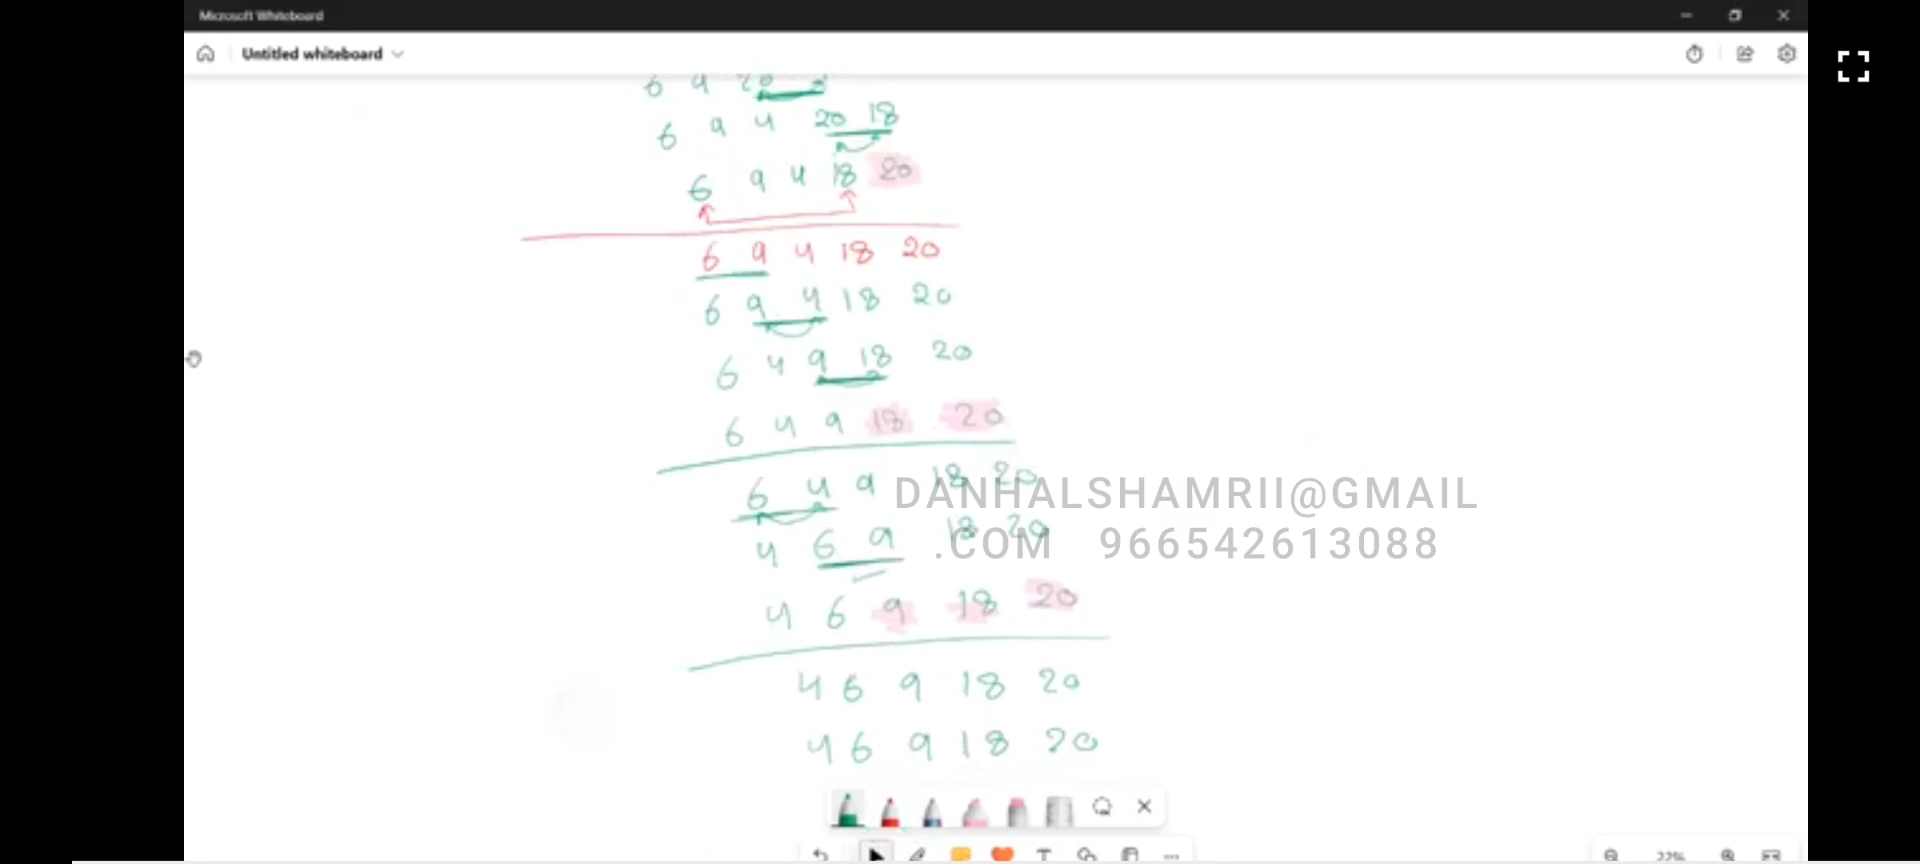 Microsoft Whiteboard
Untitled whiteboard
6 9 20
6 9 4 20 18
6 9 4 18 20
6 9 4 18 20
6 9 4 18 20
6 4 9 18 20
6 4 9 18 20
6 4 9 18 20
4 6 9 18 20
4 6 9 18 20
4 6 9 18 20
4 6 9 18 20
DANHALSHAMRII@GMAIL
.COM 966542613088